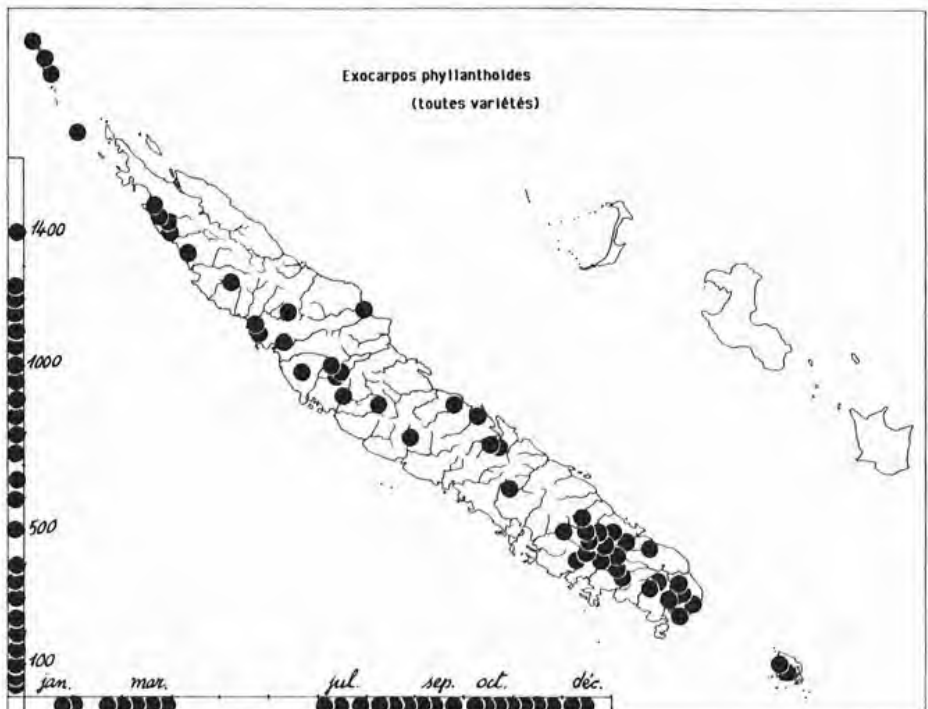 Exocarpos phyllanthoides
(toutes variétés)
1400
1000
500
100
jan. mar. jul. sep. oct. déc.